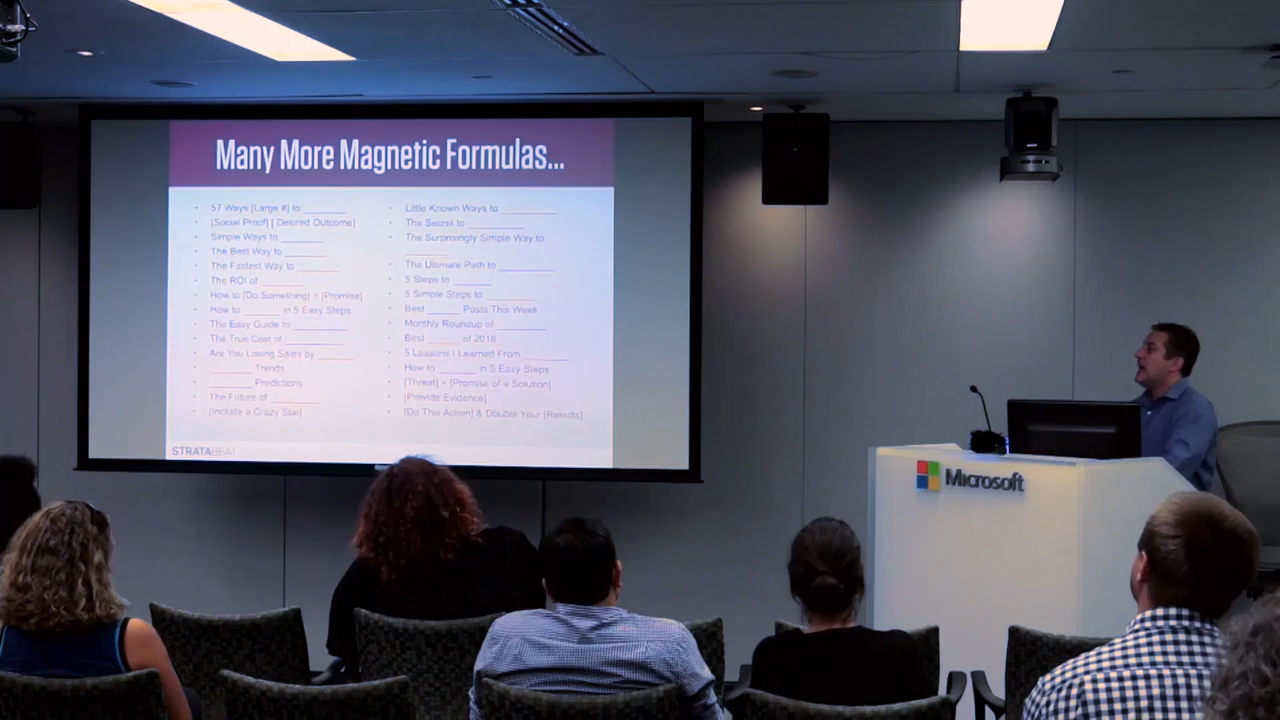 Many More Magnetic Formulas...
• 57 Ways [Large #] to ________
• [Social Proof] [ Desired Outcome]
• Simple Ways to ________
• The Best Way to ________
• The Fastest Way to ________
• The ROI of ________
• How to [Do Something] + [Promise]
• How to ________ in 5 Easy Steps
• The Easy Guide to ________
• The True Cost of ________
• Are You Losing Sales by ________
• ________ Trends
• ________ Predictions
• The Future of ________
• [Include a Crazy Stat]
• Little Known Ways to ________
• The Secret to ________
• The Surprisingly Simple Way to
________
• The Ultimate Path to ________
• 5 Steps to ________
• 5 Simple Steps to ________
• Best ________ Posts This Week
• Monthly Roundup of ________
• Best ________ of 2016
• 5 Lessons I Learned From ________
• How to ________ in 5 Easy Steps
• [Threat] + [Promise of a Solution]
• [Provide Evidence]
• [Do This Action] & Double Your [Results]
STRATABEAT
Microsoft